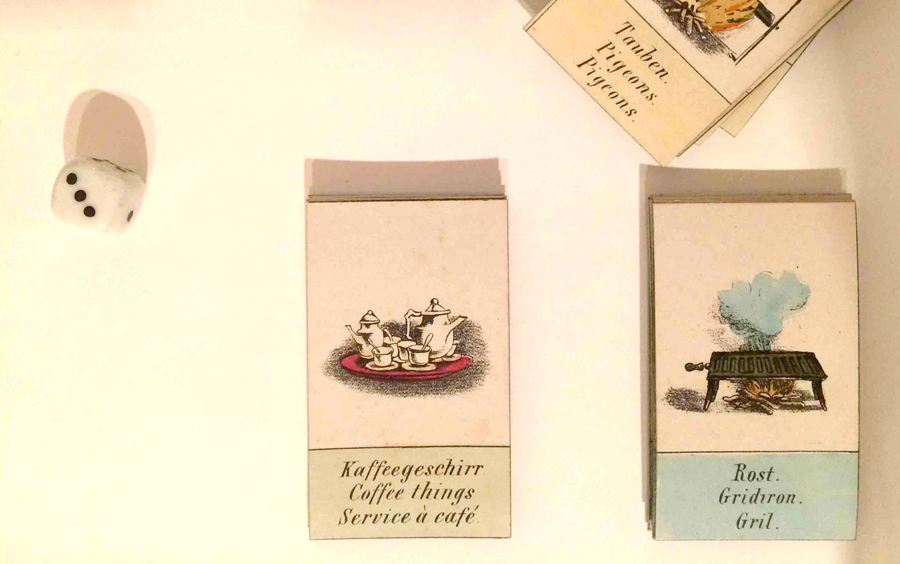 Tauben.
Pigeons.
Pigeons.
Kaffeegeschirr
Coffee things
Service à café
Rost.
Gridiron.
Gril.